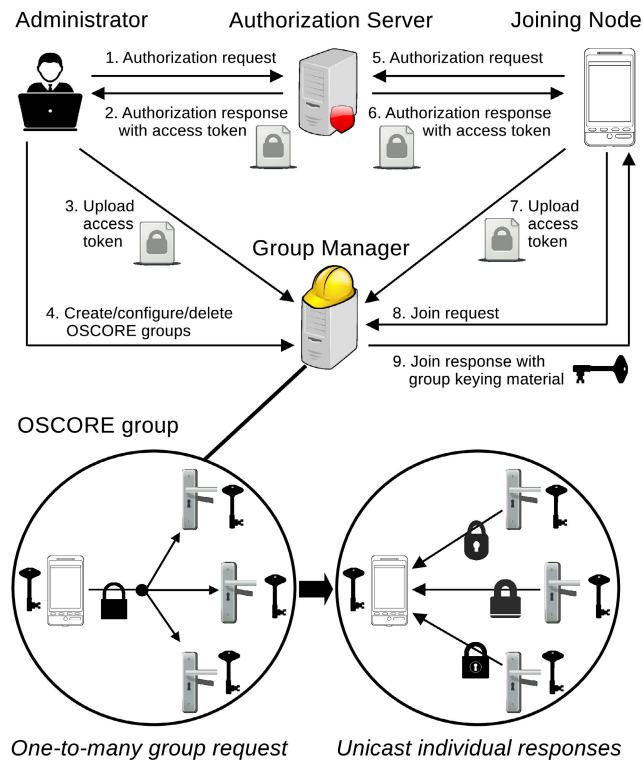 Administrator
Authorization Server
Joining Node
1. Authorization request
5. Authorization request
2. Authorization response
with access token
6. Authorization response
with access token
3. Upload
access
token
7. Upload
access
token
Group Manager
4. Create/configure/delete
OSCORE groups
8. Join request
9. Join response with
group keying material
OSCORE group
One-to-many group request
Unicast individual responses